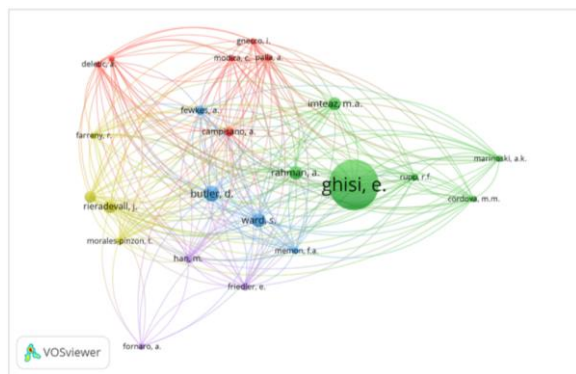 gnecco, i.
modica, c.
palla, a.
deletic, a.
imteaz, m.a.
fewkes, a.
campisano, a.
farreny, r.
marinoski, a.k.
rahman, a.
ghisi, e.
rupp, r.f.
butler, d.
rieradevall, j.
cordova, m.m.
ward, s.
morales-pinzon, t.
memon, f.a.
han, m.
friedler, e.
fornaro, a.
VOSviewer